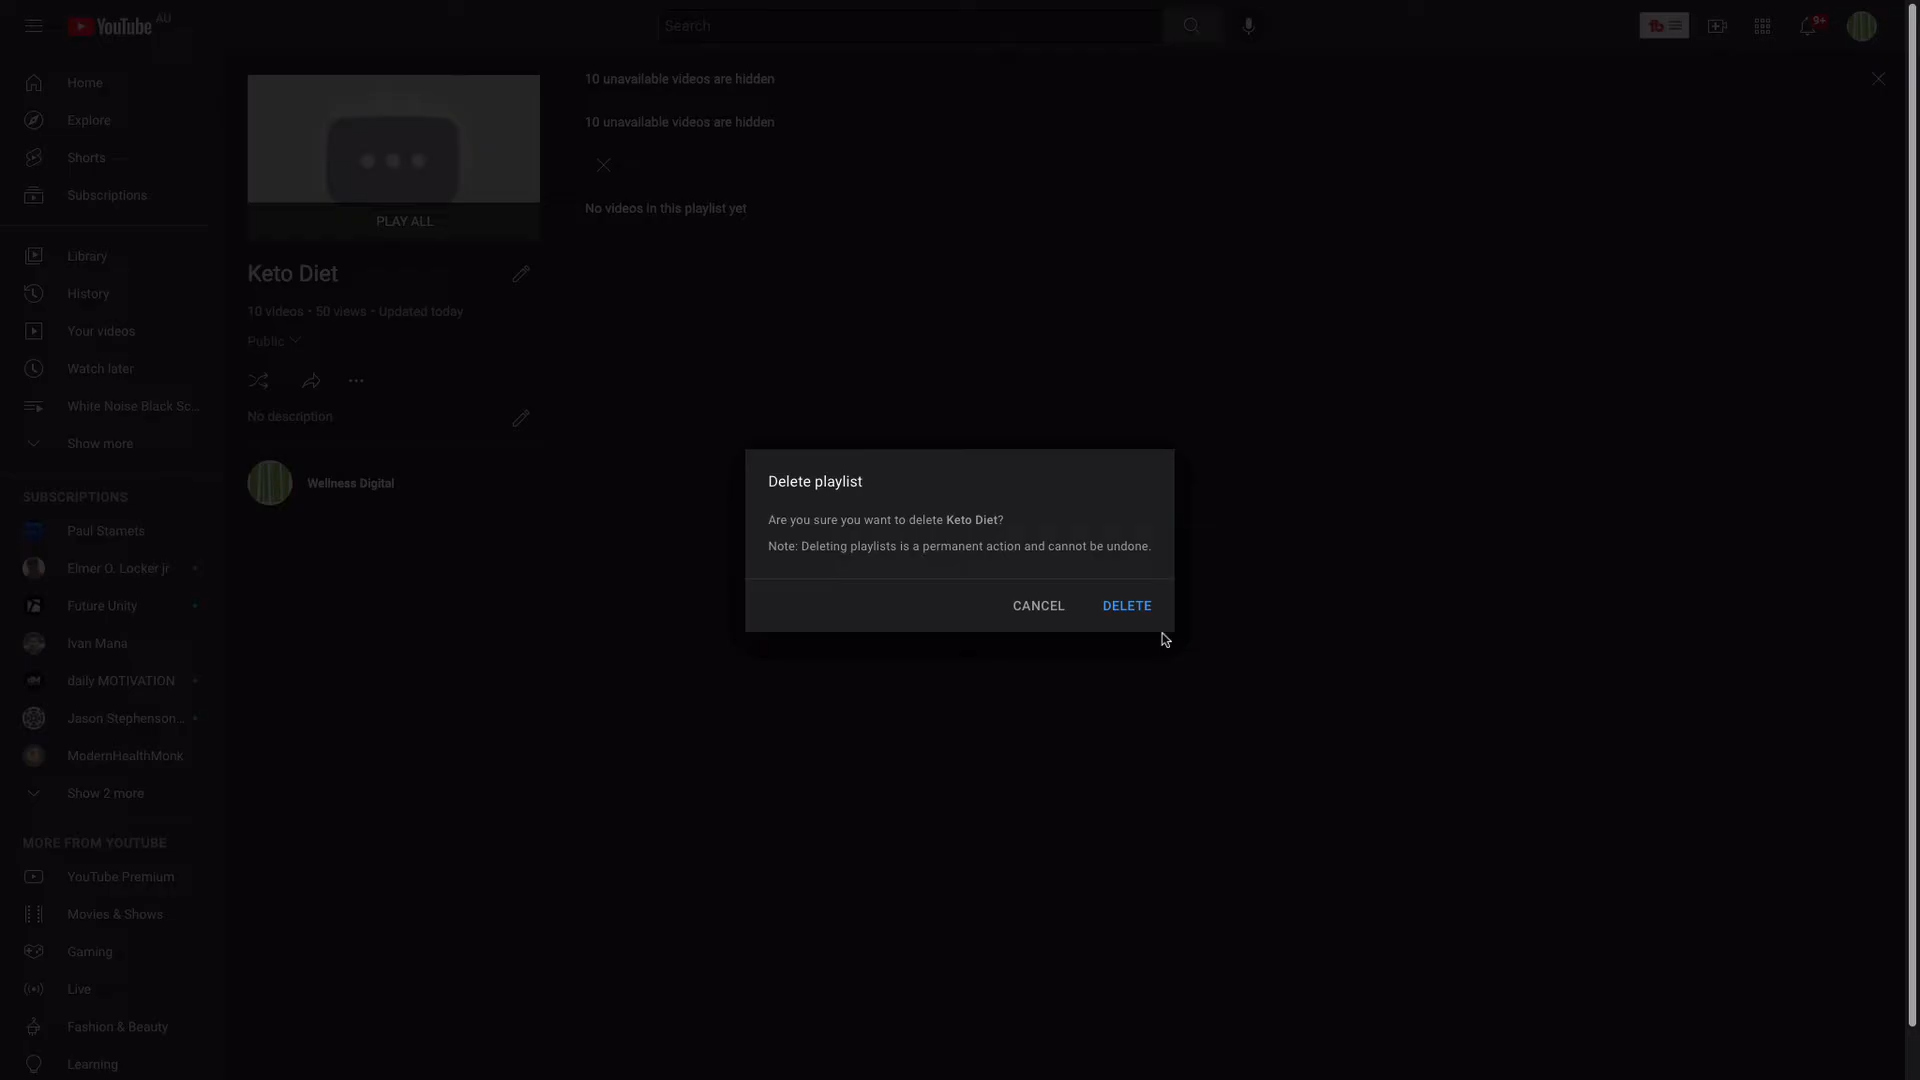 YouTube AU
Search
9+
Home
Explore
Shorts
Subscriptions
Library
History
Your videos
Watch later
White Noise Black Sc...
Show more
SUBSCRIPTIONS
Paul Stamets
Elmer O. Locker jr
Future Unity
Ivan Mana
daily MOTIVATION
Jason Stephenson...
ModernHealthMonk
Show 2 more
MORE FROM YOUTUBE
YouTube Premium
Movies & Shows
Gaming
Live
Fashion & Beauty
Learning
PLAY ALL
Keto Diet
10 videos • 50 views • Updated today
Public
No description
Wellness Digital
10 unavailable videos are hidden
10 unavailable videos are hidden
No videos in this playlist yet
Delete playlist
Are you sure you want to delete Keto Diet?
Note: Deleting playlists is a permanent action and cannot be undone.
CANCEL DELETE